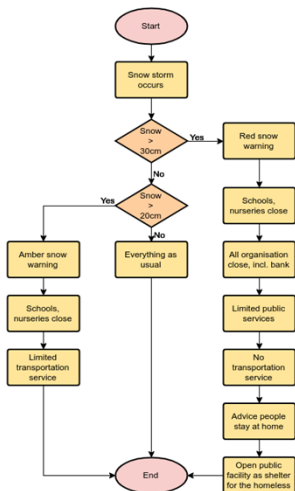 Start
Snow storm
occurs
Snow
>
30cm
Yes
Red snow
warning
No
Schools,
nurseries close
Yes
Snow
>
20cm
No
Amber snow
warning
Everything as
usual
All organisation
close, incl. bank
Schools,
nurseries close
Limited public
services
Limited
transportation
service
No
transportation
service
Advice people
stay at home
End
Open public
facility as shelter
for the homeless